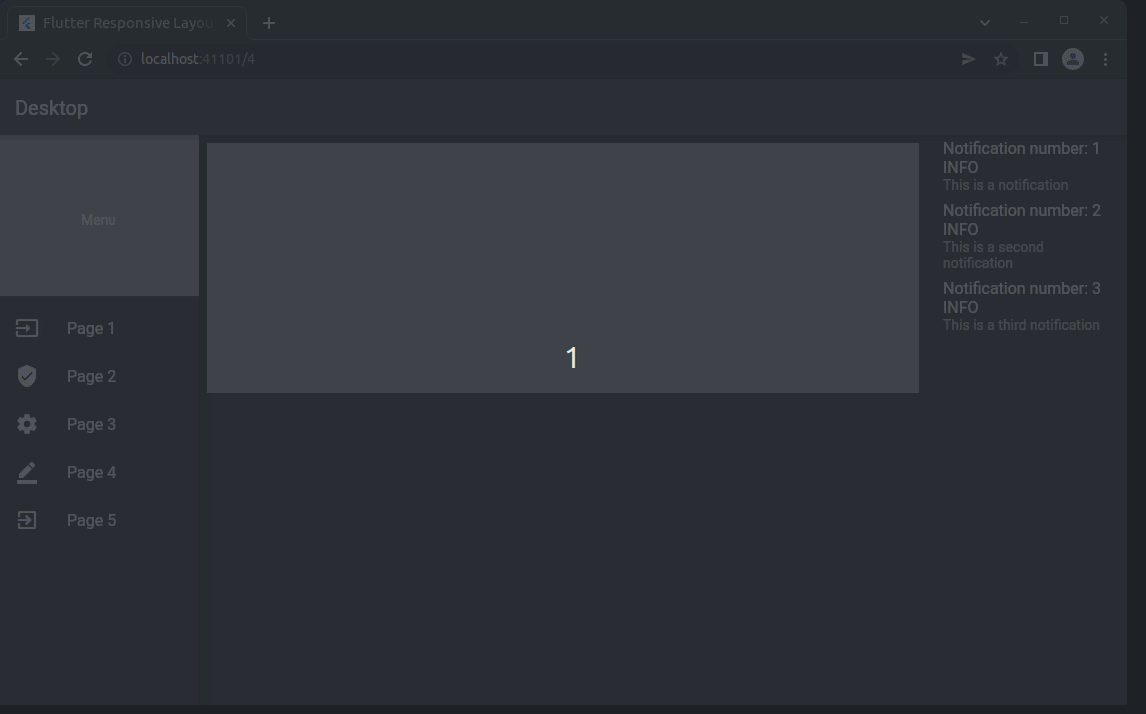 Flutter Responsive Layou
localhost:41101/4
Desktop
Menu
Page 1
Page 2
Page 3
Page 4
Page 5
1
Notification number: 1
INFO
This is a notification
Notification number: 2
INFO
This is a second
notification
Notification number: 3
INFO
This is a third notification